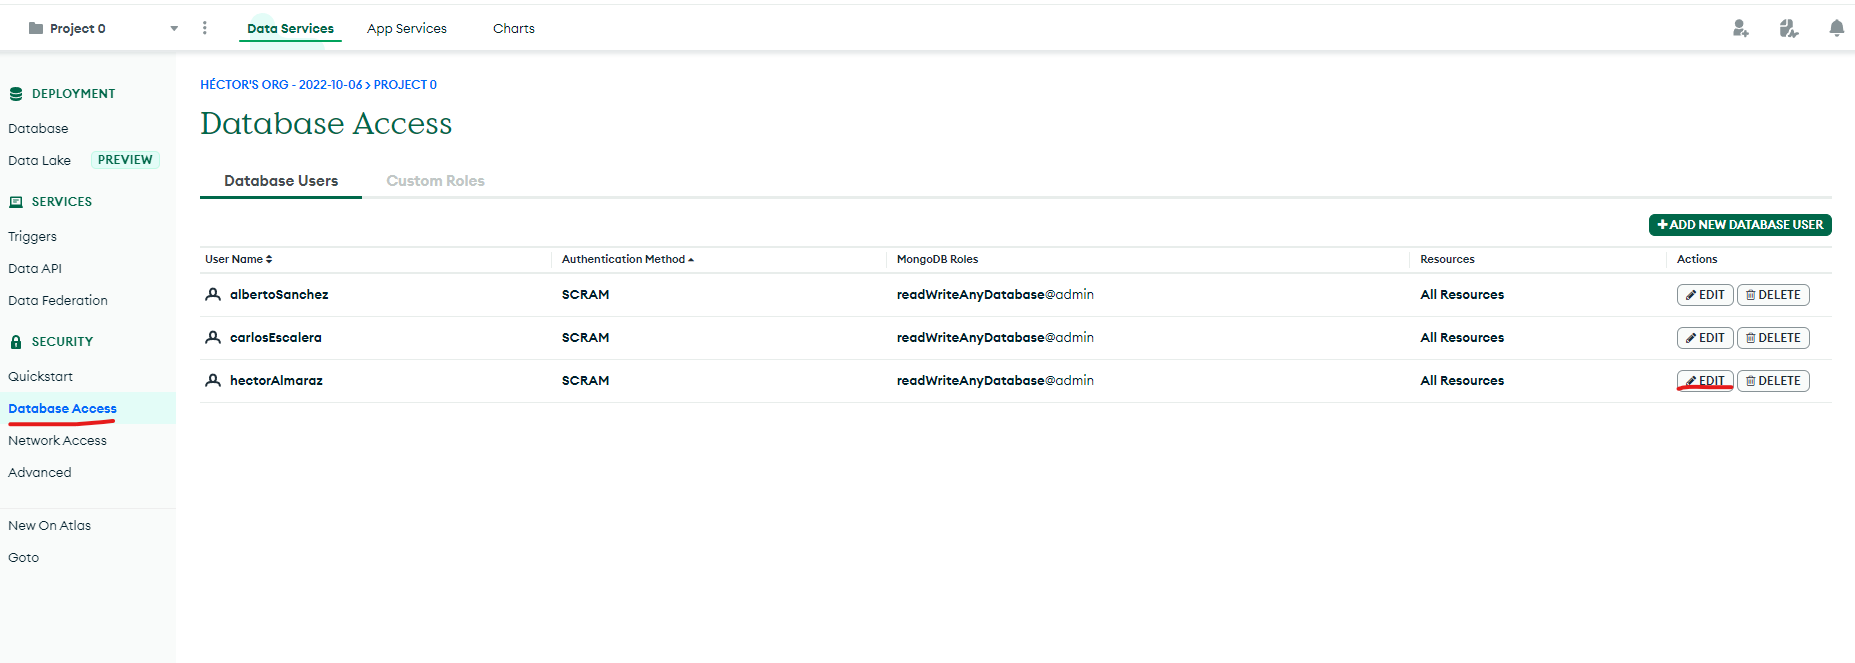 Project 0 Data Services App Services Charts
DEPLOYMENT
Database
Data Lake PREVIEW
SERVICES
Triggers
Data API
Data Federation
SECURITY
Quickstart
Database Access
Network Access
Advanced
New On Atlas
Goto
HÉCTOR'S ORG - 2022-10-06 > PROJECT 0
Database Access
Database Users Custom Roles
+ ADD NEW DATABASE USER
User Name Authentication Method MongoDB Roles Resources Actions
albertoSanchez SCRAM readWriteAnyDatabase@admin All Resources EDIT DELETE
carlosEscalera SCRAM readWriteAnyDatabase@admin All Resources EDIT DELETE
hectorAlmaraz SCRAM readWriteAnyDatabase@admin All Resources EDIT DELETE